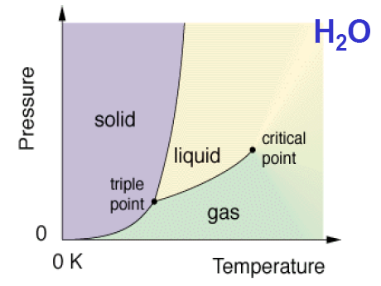 H₂O
Pressure
solid
liquid
critical
point
triple
point
gas
0
0 K
Temperature